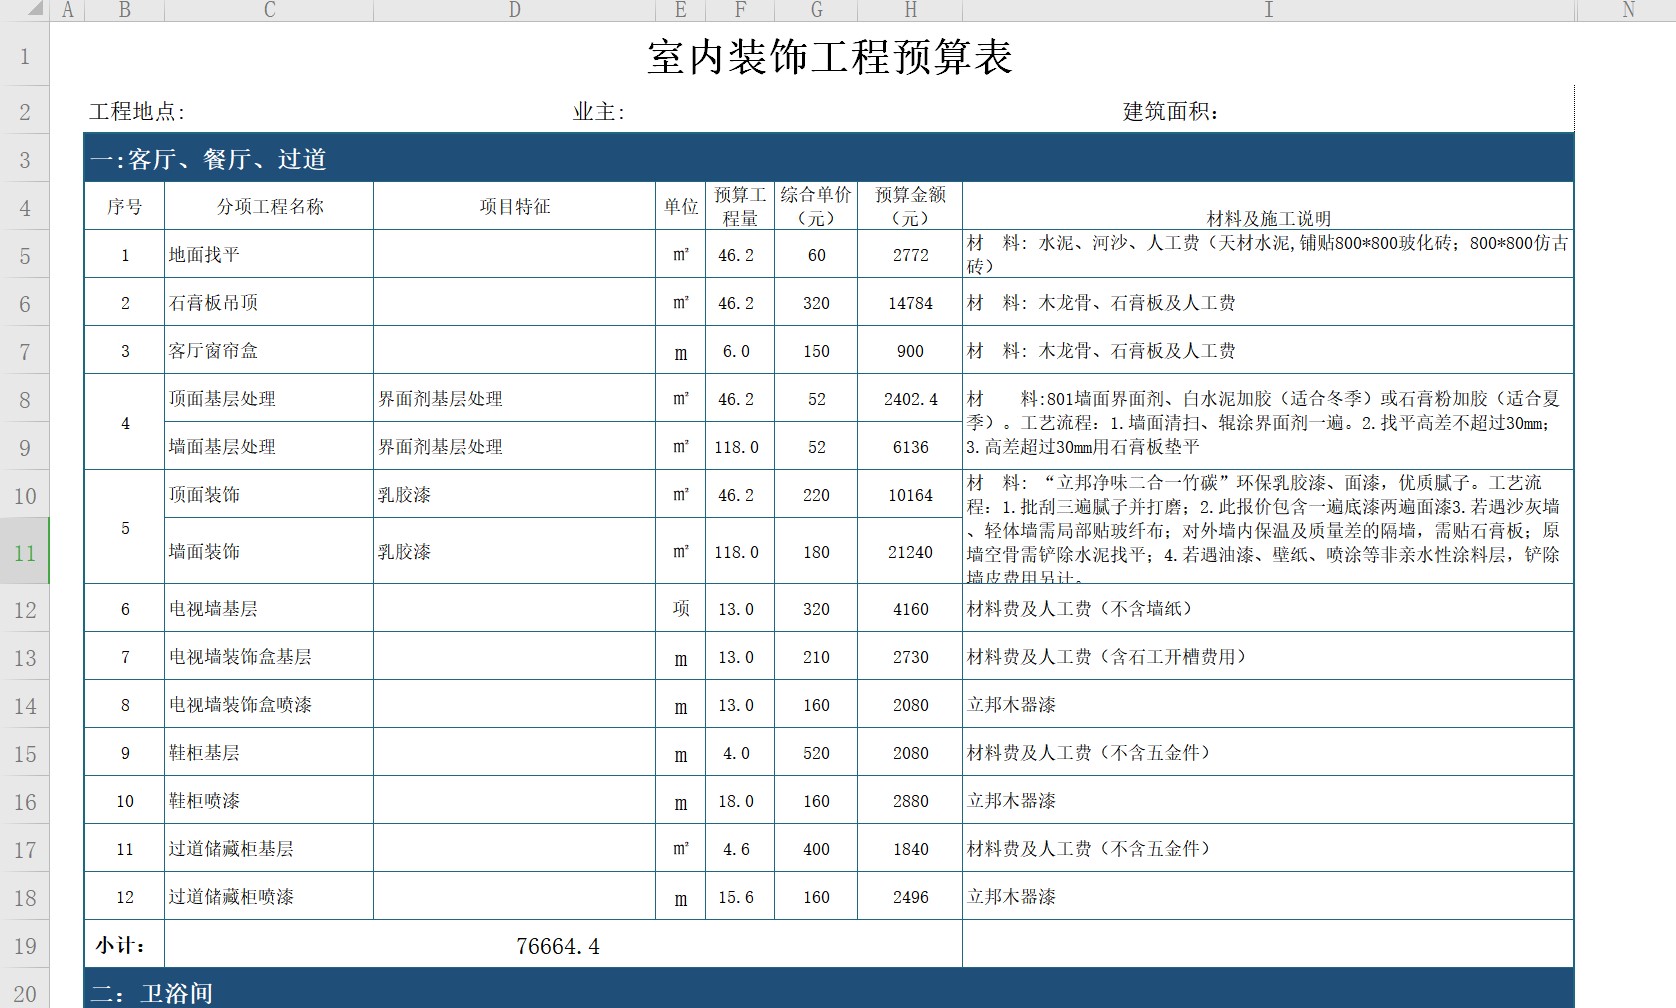 A B C D E F G H I N
1 室内装饰工程预算表
2 工程地点: 业主: 建筑面积:
3 一:客厅、餐厅、过道
4 序号 分项工程名称 项目特征 单位 预算工程量 综合单价（元） 预算金额（元） 材料及施工说明
5 1 地面找平 m² 46.2 60 2772 材 料: 水泥、河沙、人工费（天材水泥,铺贴800*800玻化砖; 800*800仿古
砖）
6 2 石膏板吊顶 m² 46.2 320 14784 材 料: 木龙骨、石膏板及人工费
7 3 客厅窗帘盒 m 6.0 150 900 材 料: 木龙骨、石膏板及人工费
8 4 顶面基层处理 界面剂基层处理 m² 46.2 52 2402.4 材 料:801墙面界面剂、白水泥加胶（适合冬季）或石膏粉加胶（适合夏
季）。工艺流程: 1.墙面清扫、辊涂界面剂一遍。2.找平高差不超过30mm;
9 墙面基层处理 界面剂基层处理 m² 118.0 52 6136 3.高差超过30mm用石膏板垫平
10 5 顶面装饰 乳胶漆 m² 46.2 220 10164 材 料: “立邦净味二合一竹碳”环保乳胶漆、面漆，优质腻子。工艺流
程: 1.批刮三遍腻子并打磨; 2.此报价包含一遍底漆两遍面漆3.若遇沙灰墙
11 墙面装饰 乳胶漆 m² 118.0 180 21240 、轻体墙需局部贴玻纤布; 对外墙内保温及质量差的隔墙，需贴石膏板; 原
墙空骨需铲除水泥找平; 4.若遇油漆、壁纸、喷涂等非亲水性涂料层，铲除
墙皮费用另计。
12 6 电视墙基层 项 13.0 320 4160 材料费及人工费（不含墙纸）
13 7 电视墙装饰盒基层 m 13.0 210 2730 材料费及人工费（含石工开槽费用）
14 8 电视墙装饰盒喷漆 m 13.0 160 2080 立邦木器漆
15 9 鞋柜基层 m 4.0 520 2080 材料费及人工费（不含五金件）
16 10 鞋柜喷漆 m 18.0 160 2880 立邦木器漆
17 11 过道储藏柜基层 m² 4.6 400 1840 材料费及人工费（不含五金件）
18 12 过道储藏柜喷漆 m 15.6 160 2496 立邦木器漆
19 小计: 76664.4
20 二: 卫浴间